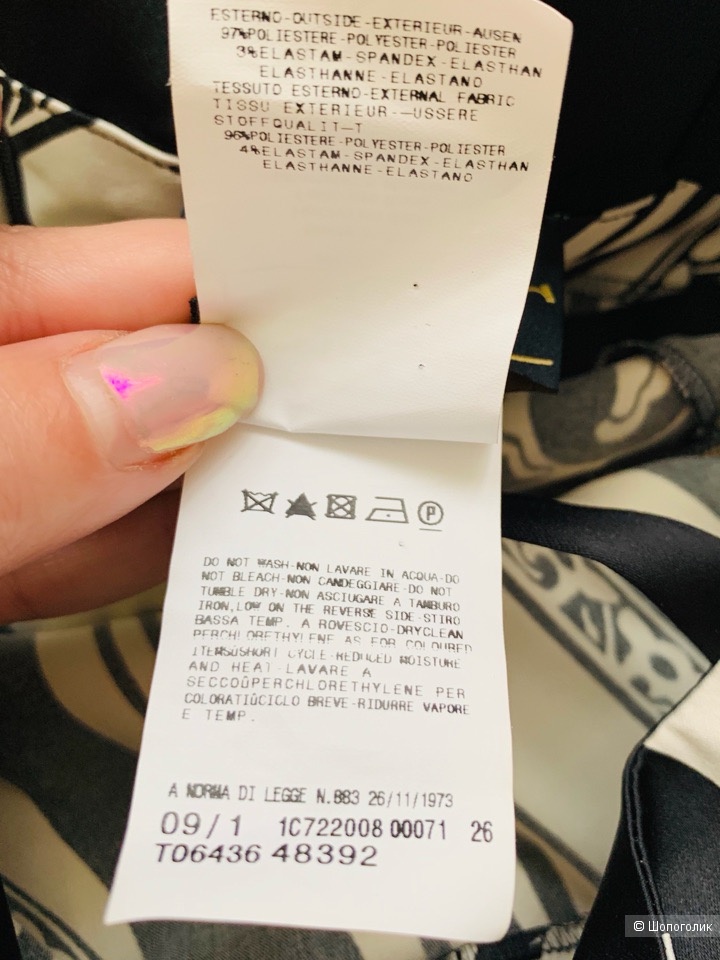 ESTERNO-OUTSIDE-EXTERIEUR-AUSEN
97%POLIESTERE-POLYESTER-POLIESTER
3%ELASTAM-SPANDEX-ELASTHAN
ELASTHANNE-ELASTANO
TESSUTO ESTERNO-EXTERNAL FABRIC
TISSU EXTERIEUR-—USSERE
STOFFQUALIT—T
96%POLIESTERE-POLYESTER-POLIESTER
4%ELASTAM-SPANDEX-ELASTHAN
ELASTHANNE-ELASTANO
P
DO NOT WASH-NON LAVARE IN ACQUA-DO
NOT BLEACH-NON CANDEGGIARE-DO NOT
TUMBLE DRY-NON ASCIUGARE A TAMBURO
IRON,LOW ON THE REVERSE SIDE-STIRO
BASSA TEMP. A ROVESCIO-DRYCLEAN
PERCHLORETHYLENE AS FOR COLOURED
ITEMSÙSHORT CYCLE-REDUCED MOISTURE
AND HEAT-LAVARE A
SECCOÛPERCHLORETHYLENE PER
COLORATIÛCICLO BREVE-RIDURRE VAPORE
E TEMP.
A NORMA DI LEGGE N.883 26/11/1973
09/1 1C722008 00071 26
T06436 48392
© Шопоголик